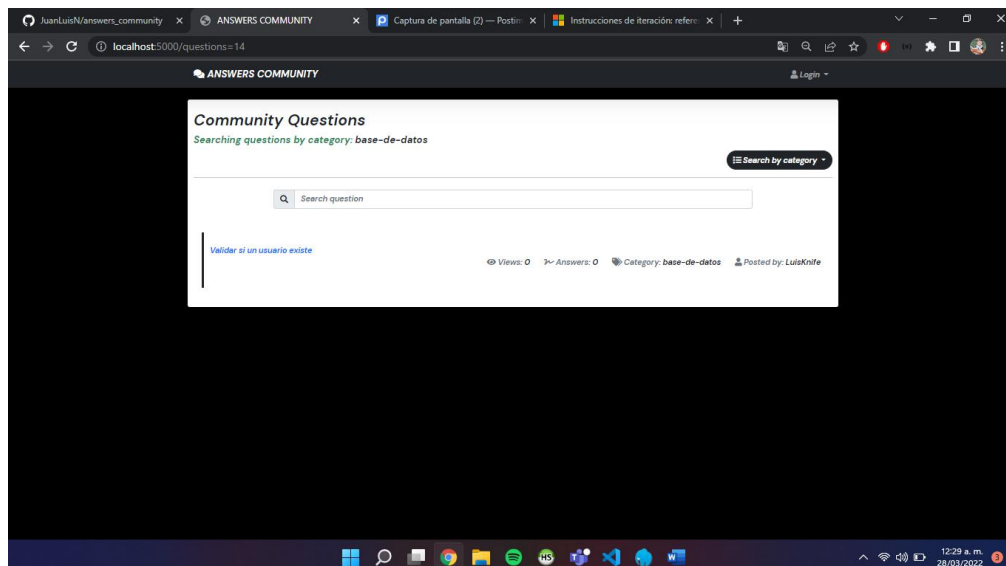 JuanLuisN/answers_community
ANSWERS COMMUNITY
Captura de pantalla (2) — Postim
Instrucciones de iteración: refere
localhost:5000/questions=14
ANSWERS COMMUNITY
Login
Community Questions
Searching questions by category: base-de-datos
Search by category
Search question
Validar si un usuario existe
Views: 0 Answers: 0 Category: base-de-datos Posted by: LuisKnife
12:29 a. m.
28/03/2022
3